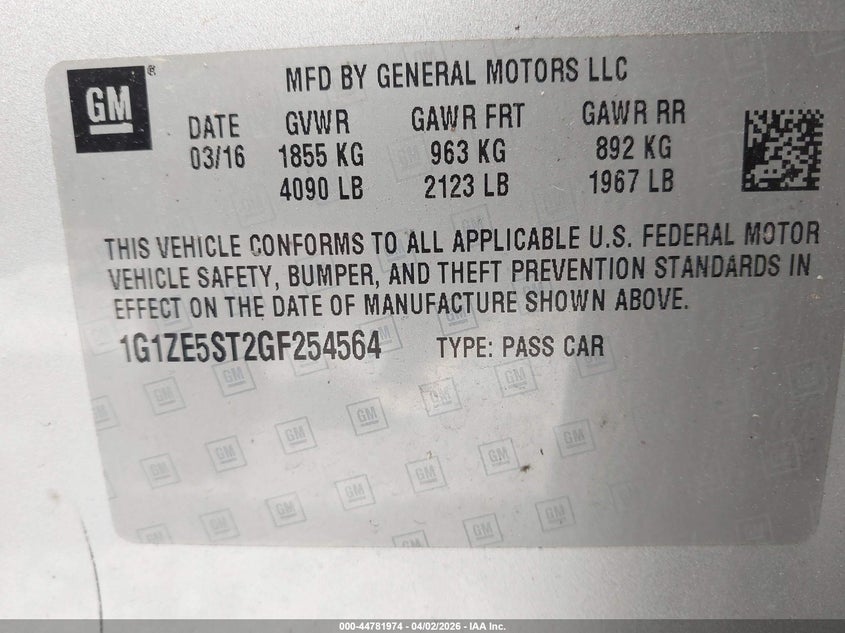 GM ®
MFD BY GENERAL MOTORS LLC
DATE GVWR GAWR FRT GAWR RR
03/16 1855 KG 963 KG 892 KG
4090 LB 2123 LB 1967 LB
THIS VEHICLE CONFORMS TO ALL APPLICABLE U.S. FEDERAL MOTOR
VEHICLE SAFETY, BUMPER, AND THEFT PREVENTION STANDARDS IN
EFFECT ON THE DATE OF MANUFACTURE SHOWN ABOVE.
1G1ZE5ST2GF254564 TYPE: PASS CAR
000-44781974 - 04/02/2026 - IAA Inc.